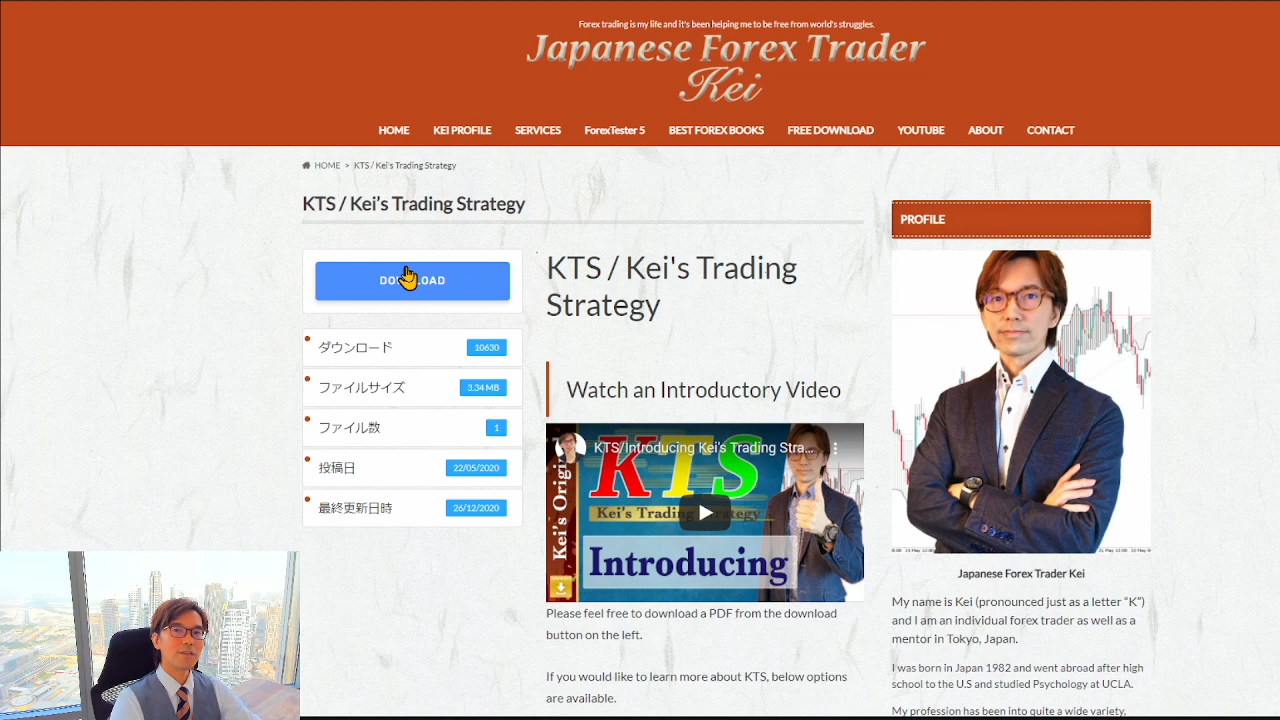 Forex trading is my life and it's been helping me to be free from world's struggles.
Japanese Forex Trader
Kei
HOME KEI PROFILE SERVICES ForexTester 5 BEST FOREX BOOKS FREE DOWNLOAD YOUTUBE ABOUT CONTACT
HOME > KTS / Kei's Trading Strategy
KTS / Kei's Trading Strategy
ダウンロード 10630
ファイルサイズ 3.34 MB
ファイル数 1
投稿日 22/05/2020
最終更新日時 26/12/2020
KTS / Kei's Trading
Strategy
Watch an Introductory Video
KTS/Introducing Kei's Trading Stra...
KTS
Kei's Trading Strategy
Introducing
Please feel free to download a PDF from the download
button on the left.
If you would like to learn more about KTS, below options
are available.
PROFILE
Japanese Forex Trader Kei
My name is Kei (pronounced just as a letter “K”)
and I am an individual forex trader as well as a
mentor in Tokyo, Japan.
I was born in Japan 1982 and went abroad after high
school to the U.S and studied Psychology at UCLA.
My profession has been into quite a wide variety,